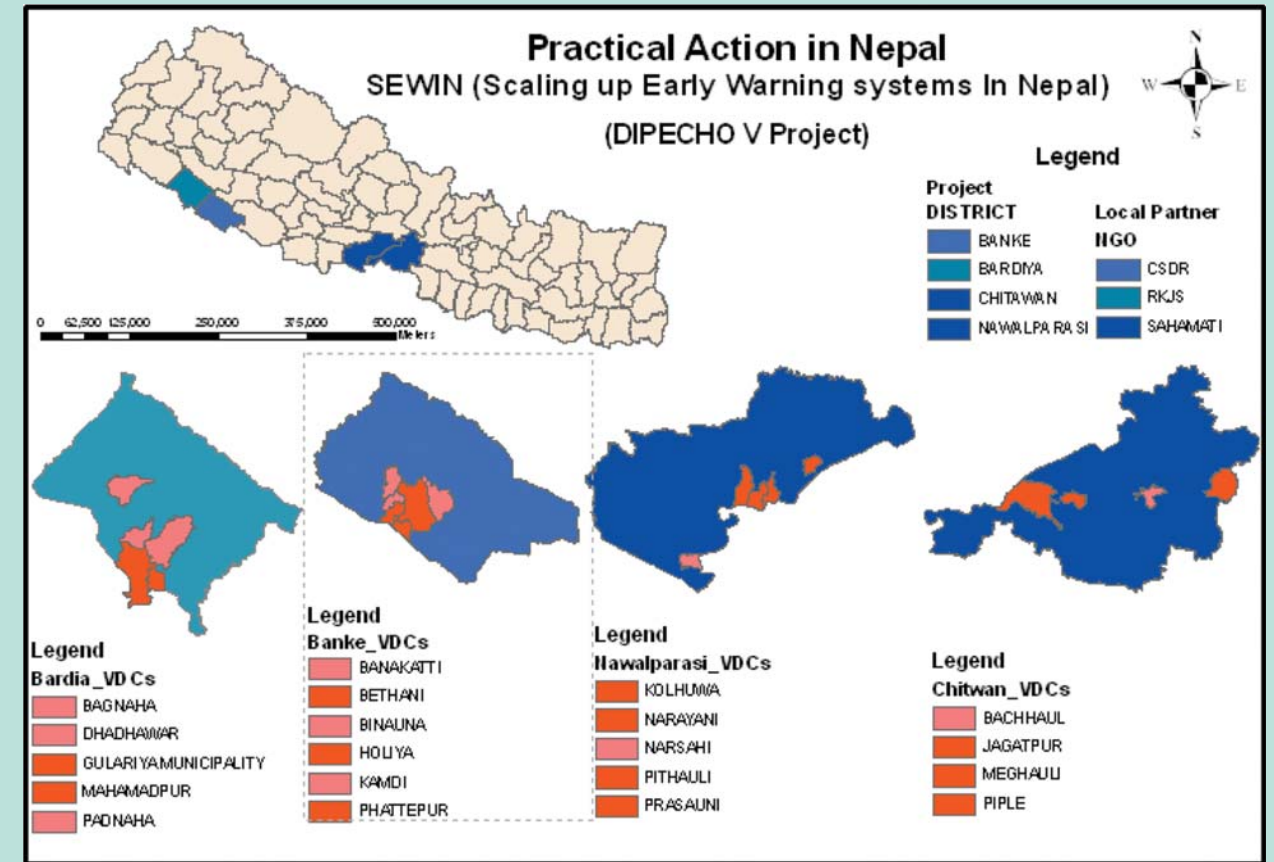 Practical Action in Nepal
SEWIN (Scaling up Early Warning systems In Nepal)
(DIPECHO V Project)
N
W E
S
Legend
Project
DISTRICT
BANKE
BARDIYA
CHITAWAN
NAWALPARASI
Local Partner
NGO
CSDR
RKJS
SAHAMATI
0 62,500 125,000 250,000 375,000 500,000
Meters
Legend
Bardia_VDCs
BAGNAHA
DHADHAWAR
GULARIYAMUNICIPALITY
MAHAMADPUR
PADNAHA
Legend
Banke_VDCs
BANAKATTI
BETHANI
BINAUNA
HOLIYA
KAMDI
PHATTEPUR
Legend
Nawalparasi_VDCs
KOLHUWA
NARAYANI
NARSAHI
PITHAULI
PRASAUNI
Legend
Chitwan_VDCs
BACHHAUL
JAGATPUR
MEGHAULI
PIPLE